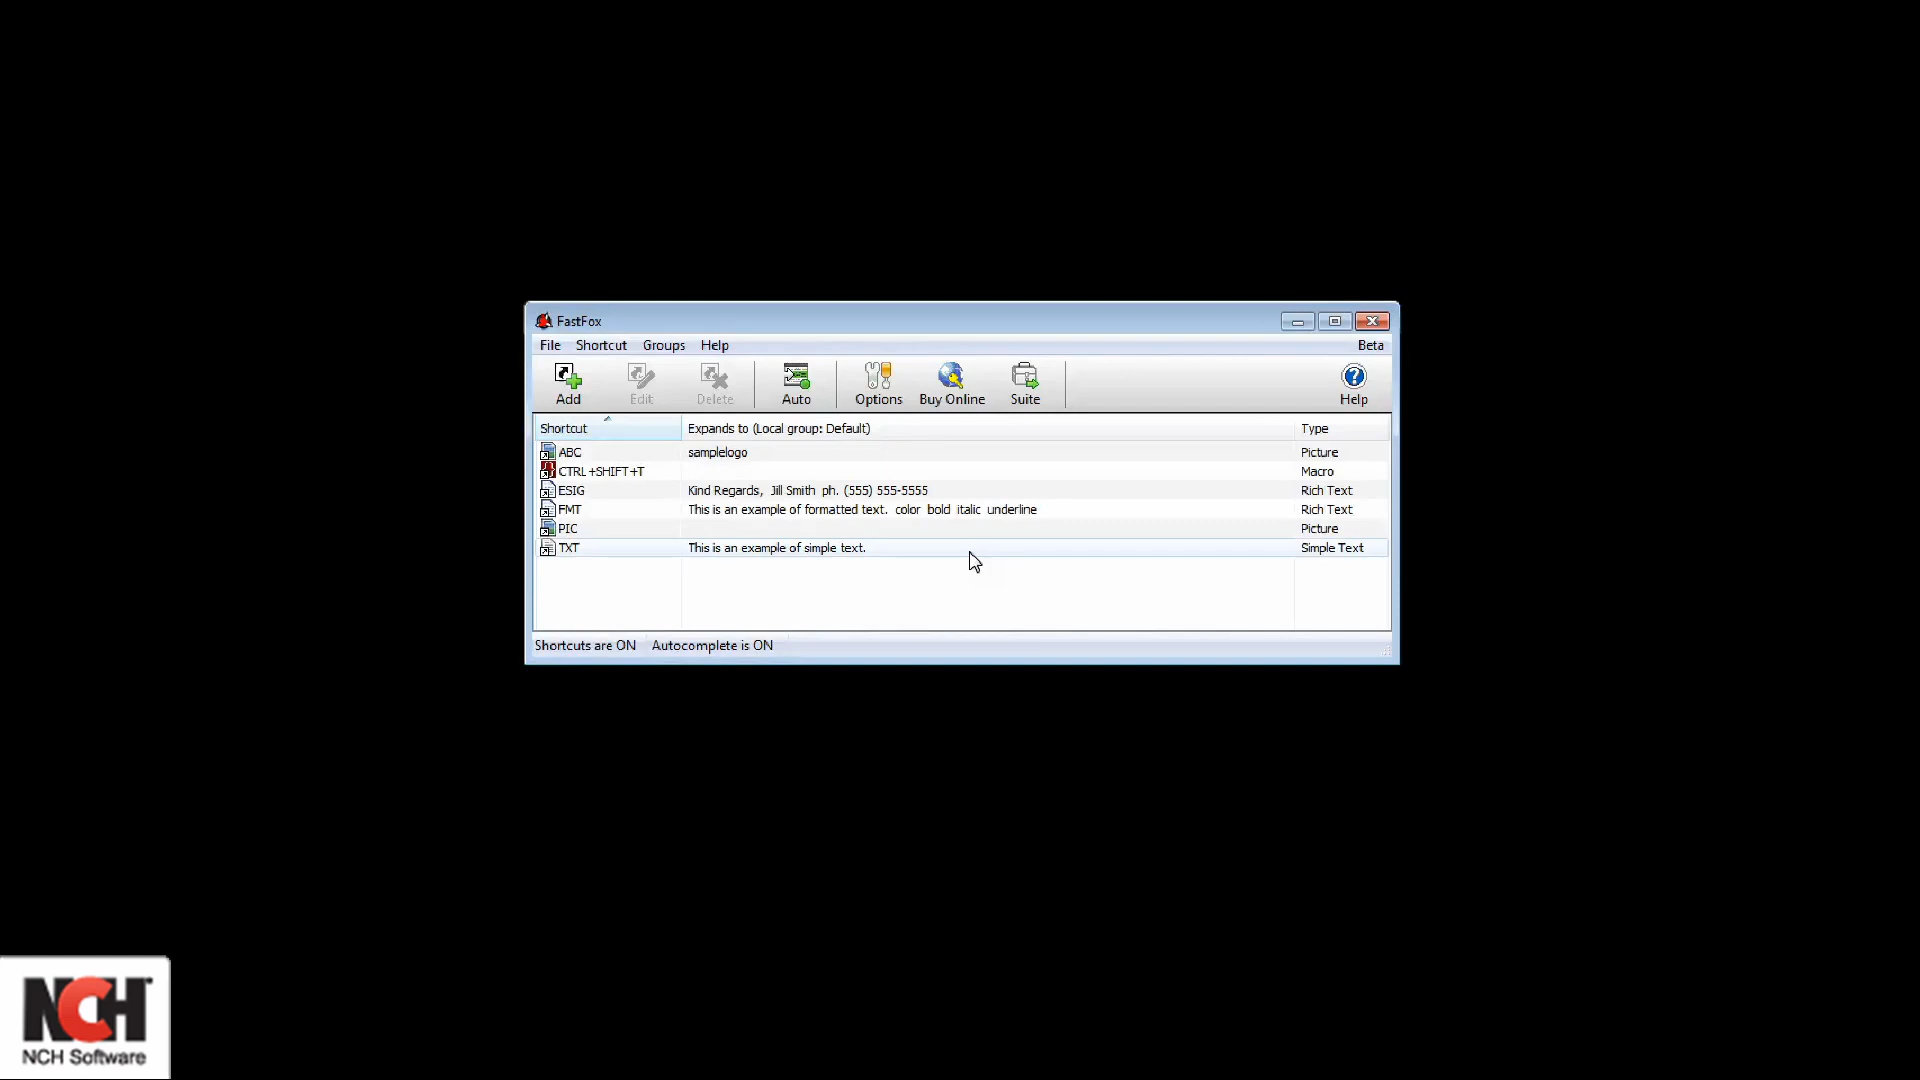 FastFox
File Shortcut Groups Help Beta
Add Edit Delete Auto Options Buy Online Suite Help
Shortcut Expands to (Local group: Default) Type
ABC samplelogo Picture
CTRL+SHIFT+T Macro
ESIG Kind Regards, Jill Smith ph. (555) 555-5555 Rich Text
FMT This is an example of formatted text. color bold italic underline Rich Text
PIC Picture
TXT This is an example of simple text. Simple Text
Shortcuts are ON Autocomplete is ON
NCH
NCH Software